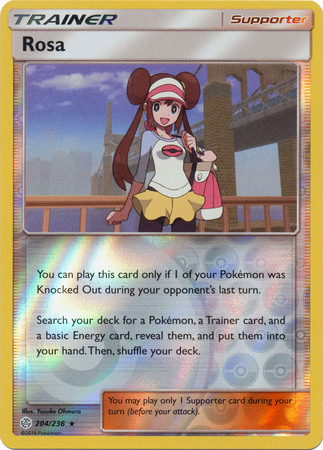 TRAINER Supporter
Rosa
You can play this card only if 1 of your Pokémon was
Knocked Out during your opponent's last turn.
Search your deck for a Pokémon, a Trainer card, and
a basic Energy card, reveal them, and put them into
your hand. Then, shuffle your deck.
Illus. Yusuke Ohmura
204/236 ★
©2019 Pokémon
You may play only 1 Supporter card during your
turn (before your attack).